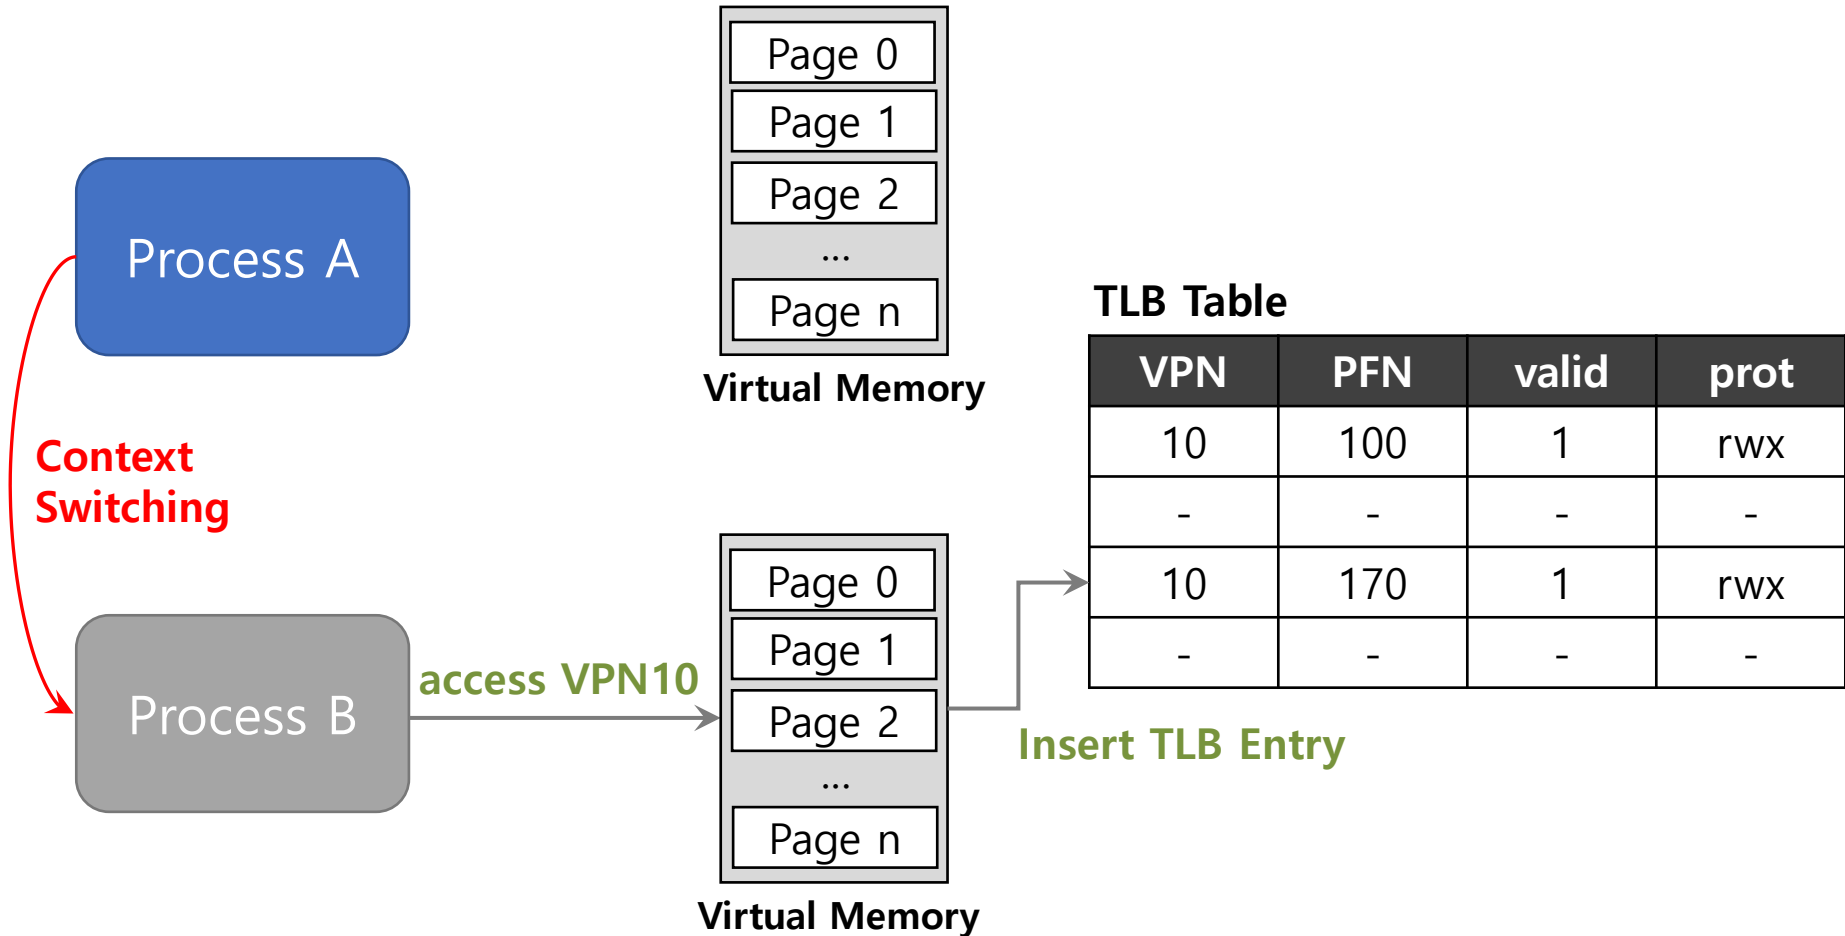 Page 0
Page 1
Page 2
...
Page n
Virtual Memory
Process A
Context
Switching
Process B
access VPN10
Page 0
Page 1
Page 2
...
Page n
Virtual Memory
Insert TLB Entry
TLB Table
VPN PFN valid prot
10 100 1 rwx
- - - -
10 170 1 rwx
- - - -